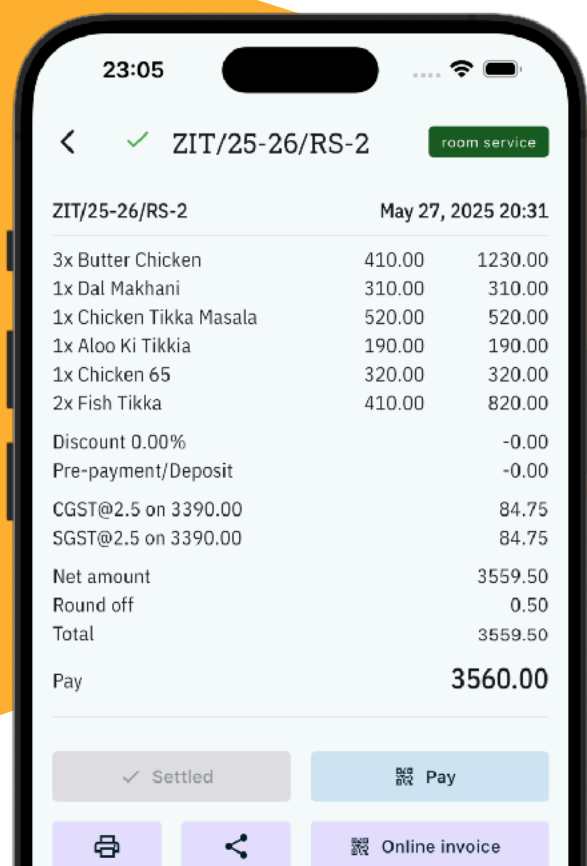 23:05
ZIT/25-26/RS-2 room service
ZIT/25-26/RS-2 May 27, 2025 20:31
3x Butter Chicken 410.00 1230.00
1x Dal Makhani 310.00 310.00
1x Chicken Tikka Masala 520.00 520.00
1x Aloo Ki Tikkia 190.00 190.00
1x Chicken 65 320.00 320.00
2x Fish Tikka 410.00 820.00
Discount 0.00% -0.00
Pre-payment/Deposit -0.00
CGST@2.5 on 3390.00 84.75
SGST@2.5 on 3390.00 84.75
Net amount 3559.50
Round off 0.50
Total 3559.50
Pay 3560.00
Settled Pay
Online invoice